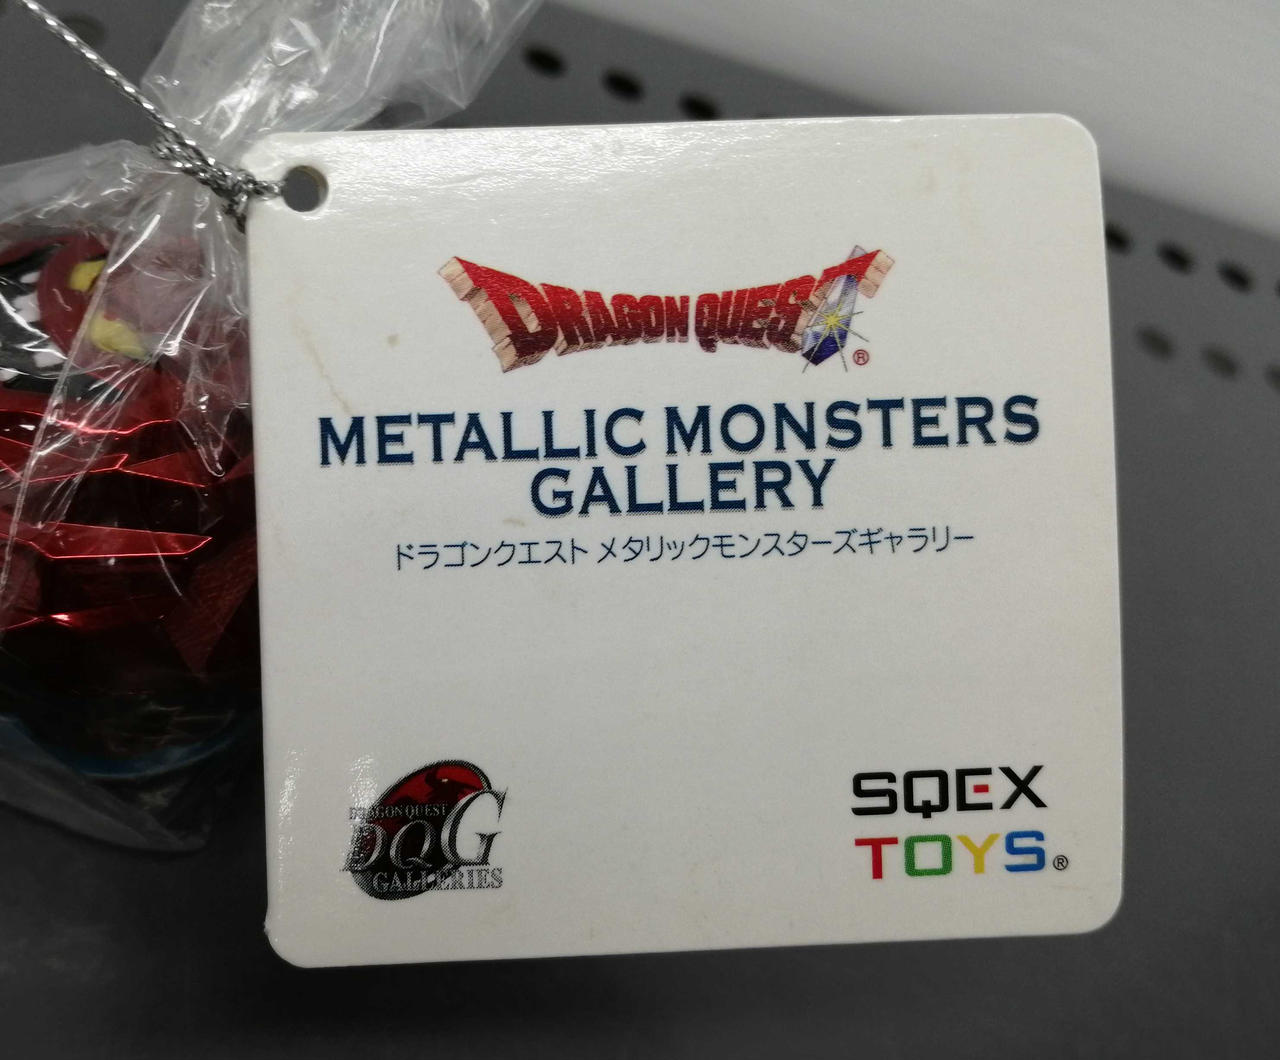 DRAGON QUEST®
METALLIC MONSTERS
GALLERY
ドラゴンクエスト メタリックモンスターズギャラリー
DRAGON QUEST
DQG
GALLERIES
SQEX
TOYS®